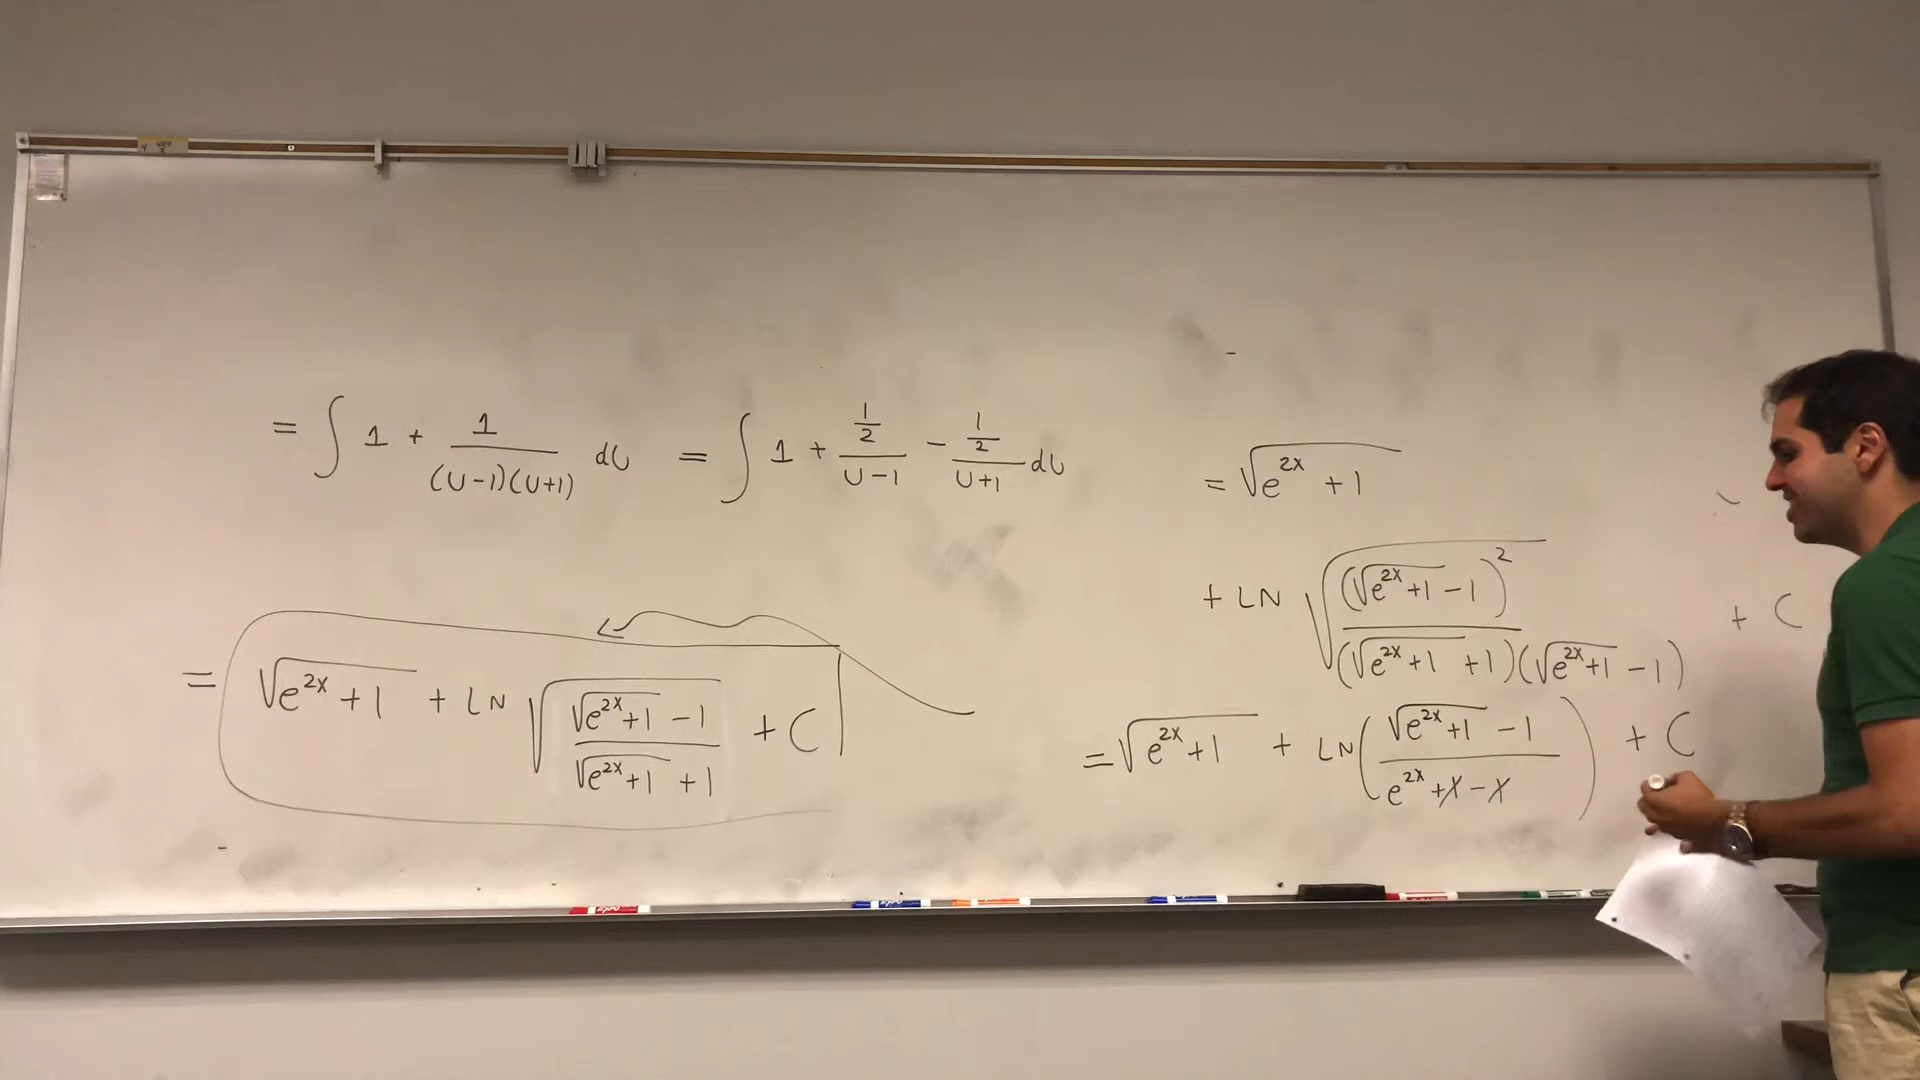 = ∫ 1 + 1/((U-1)(U+1)) dU = ∫ 1 + (1/2)/(U-1) - (1/2)/(U+1) dU
= √(e^{2x} + 1) + LN √((√(e^{2x}+1) - 1)/(√(e^{2x}+1) + 1)) + C
= √(e^{2x} + 1)
+ LN √((√(e^{2x}+1) - 1)^2/((√(e^{2x}+1) + 1)(√(e^{2x}+1) - 1))) + C
= √(e^{2x}+1) + LN((√(e^{2x}+1) - 1)/(e^{2x} + 1 - 1)) + C